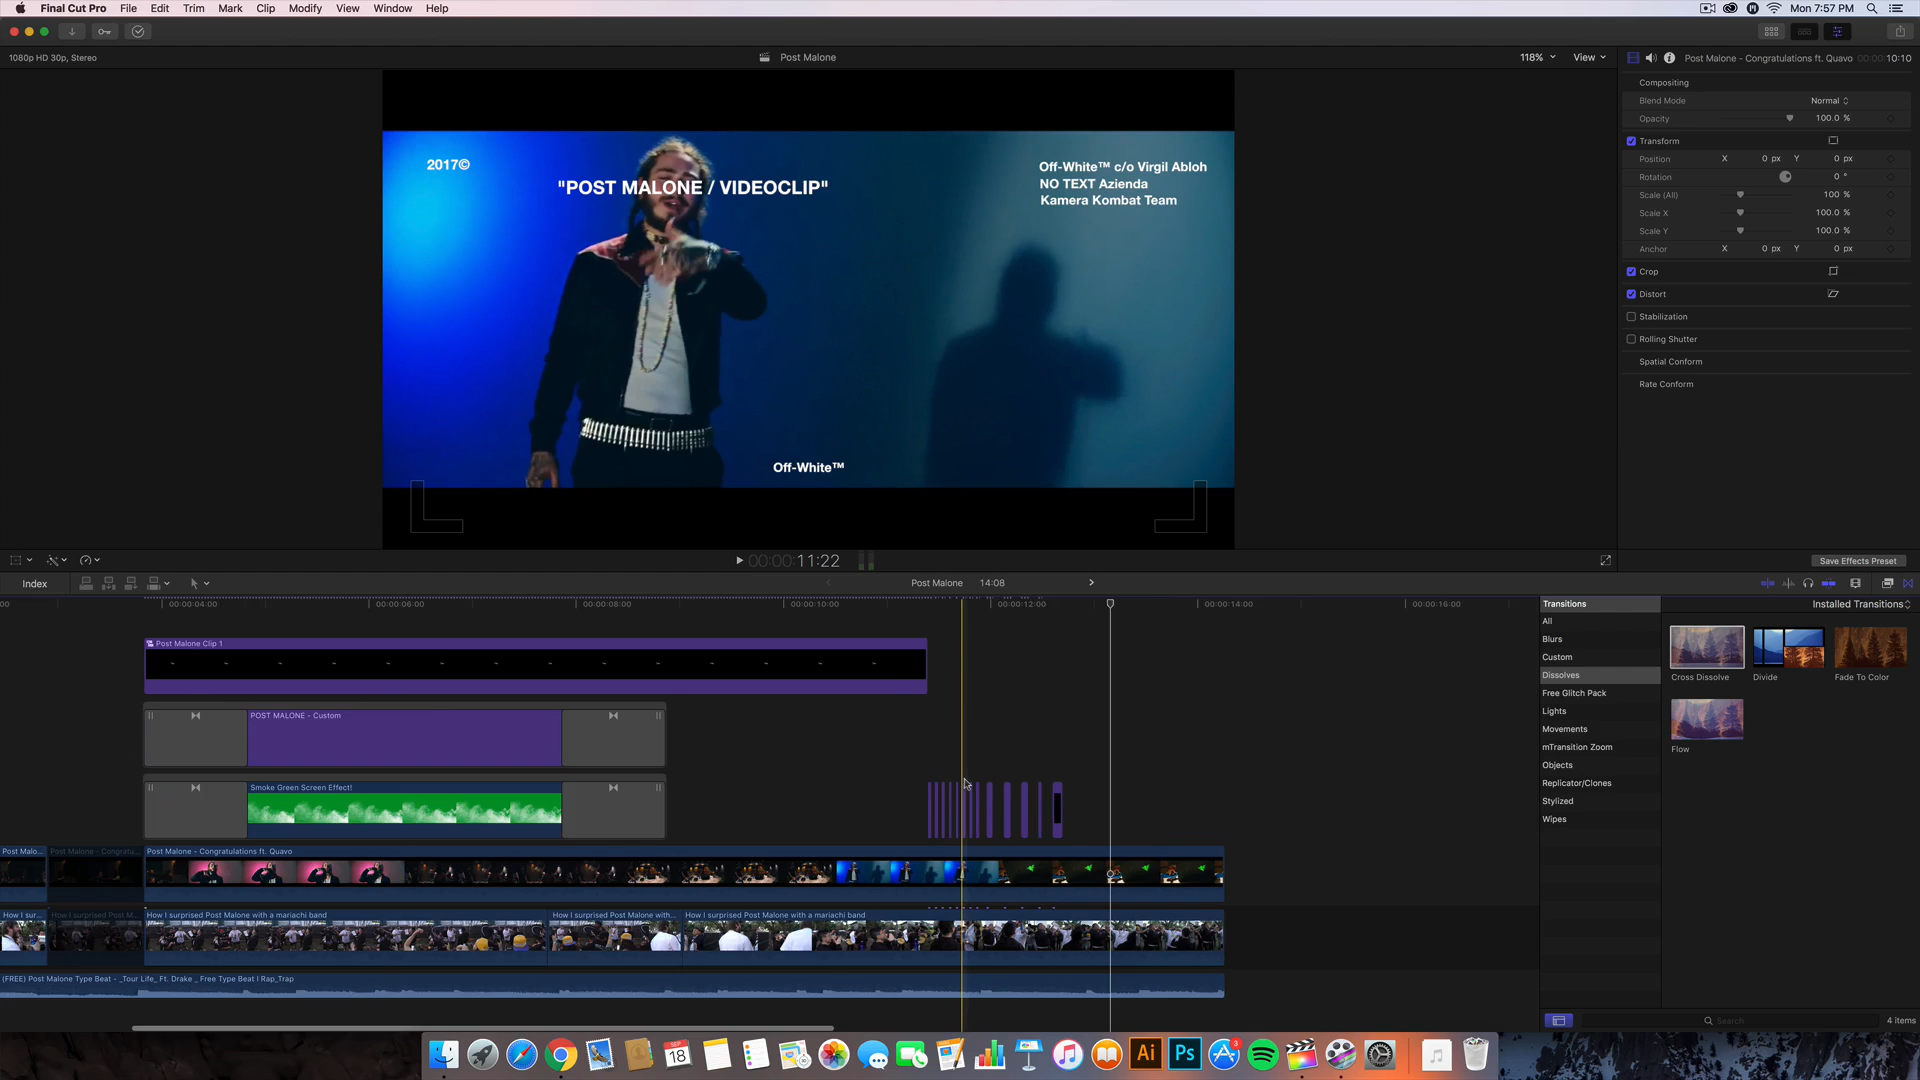 Final Cut Pro File Edit Trim Mark Clip Modify View Window Help
Mon 7:57 PM
1080p HD 30p, Stereo
Post Malone
118%
View
Post Malone - Congratulations ft. Quavo 00:00:10:10
2017©
"POST MALONE / VIDEOCLIP"
Off-White™ c/o Virgil Abloh
NO TEXT Azienda
Kamera Kombat Team
Off-White™
Compositing
Blend Mode Normal
Opacity 100.0 %
Transform
Position X 0 px Y 0 px
Rotation 0 °
Scale (All) 100 %
Scale X 100.0 %
Scale Y 100.0 %
Anchor X 0 px Y 0 px
Crop
Distort
Stabilization
Rolling Shutter
Spatial Conform
Rate Conform
00:00:11:22
Save Effects Preset
Index
Post Malone 14:08
00 00:00:04:00 00:00:06:00 00:00:08:00 00:00:10:00 00:00:12:00 00:00:14:00 00:00:16:00
Post Malone Clip 1
POST MALONE - Custom
Smoke Green Screen Effect!
Post Malo... Post Malone - Congratu... Post Malone - Congratulations ft. Quavo
How I sur... How I surprised Post M... How I surprised Post Malone with a mariachi band How I surprised Post Malone with... How I surprised Post Malone with a mariachi band
(FREE) Post Malone Type Beat - _Tour Life_ Ft. Drake _ Free Type Beat I Rap_Trap
Transitions
All
Blurs
Custom
Dissolves
Free Glitch Pack
Lights
Movements
mTransition Zoom
Objects
Replicator/Clones
Stylized
Wipes
Installed Transitions
Cross Dissolve
Divide
Fade To Color
Flow
Search
4 items
SEP
18
Ai
Ps
3